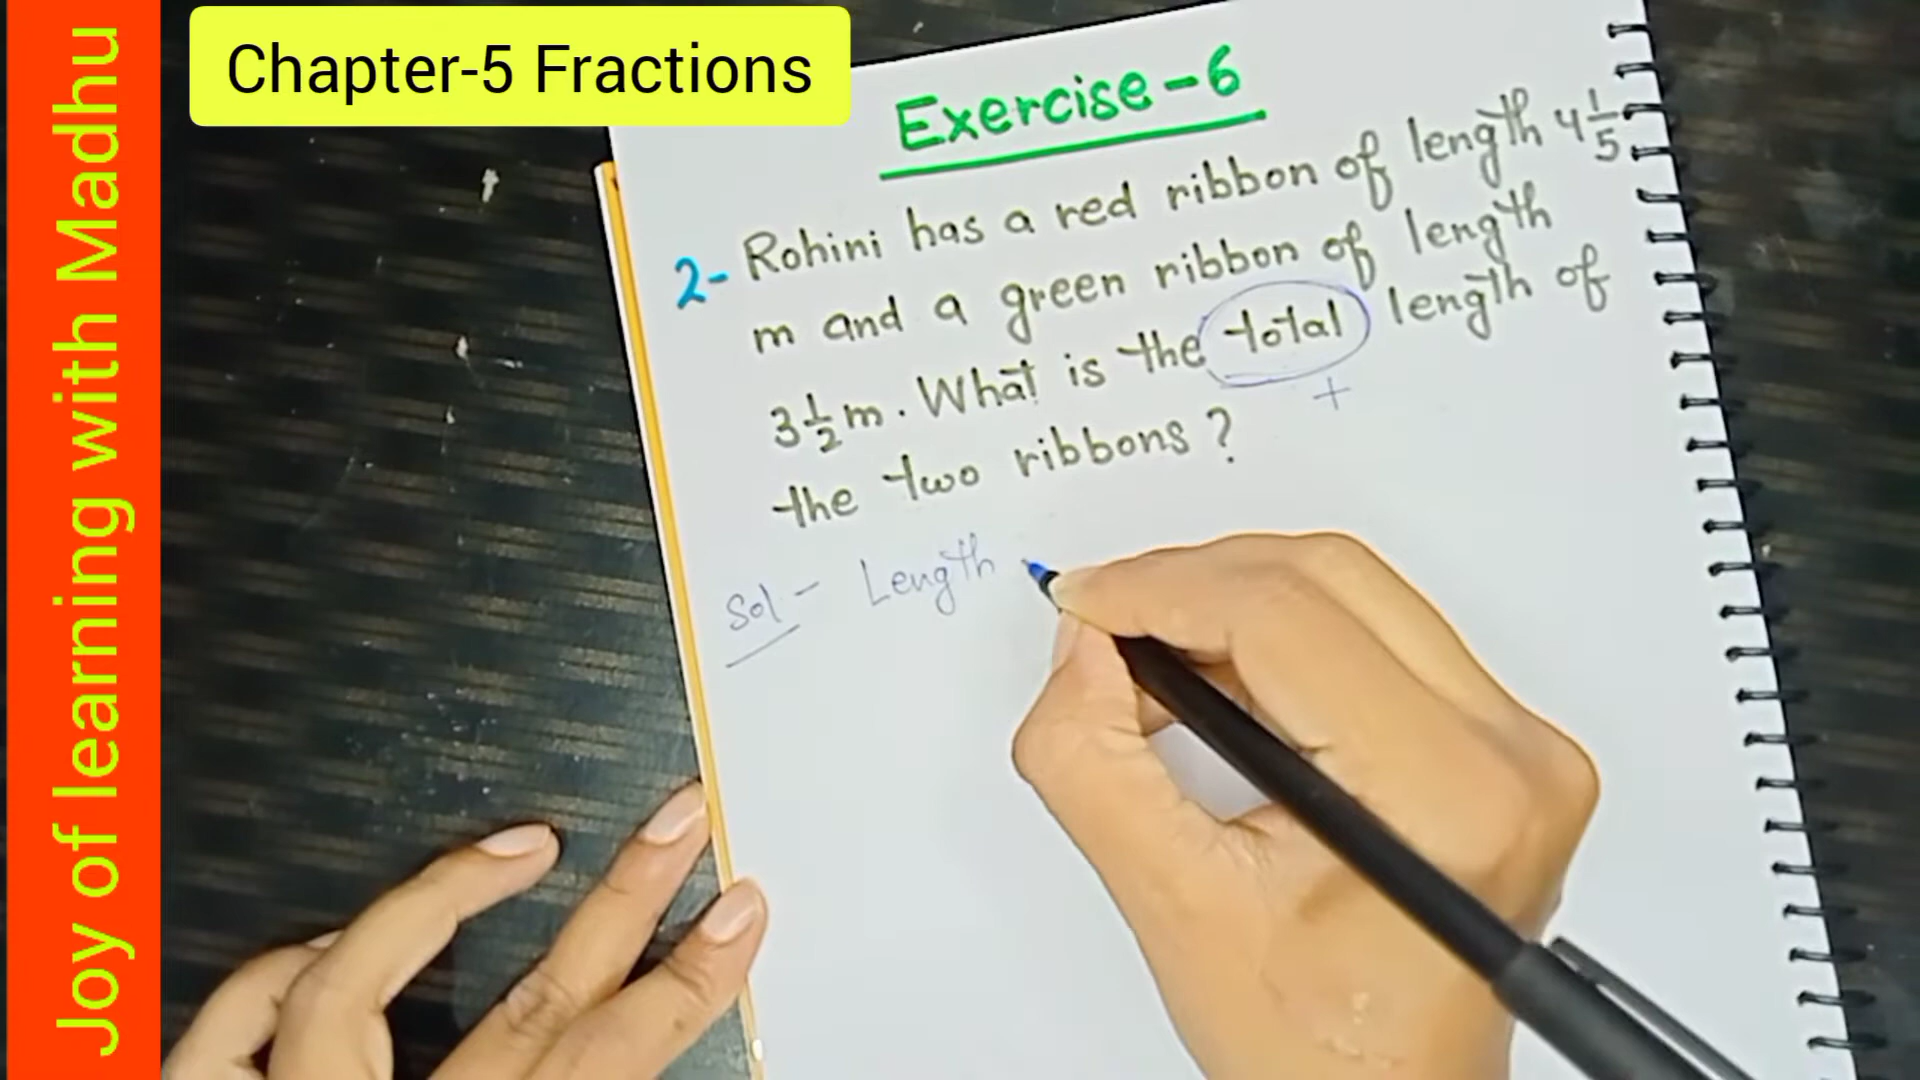 Joy of learning with Madhu
Chapter-5 Fractions
Exercise-6
2- Rohini has a red ribbon of length 4 1/5
m and a green ribbon of length
3 1/2 m. What is the total length of
+
the two ribbons?
Sol- Length